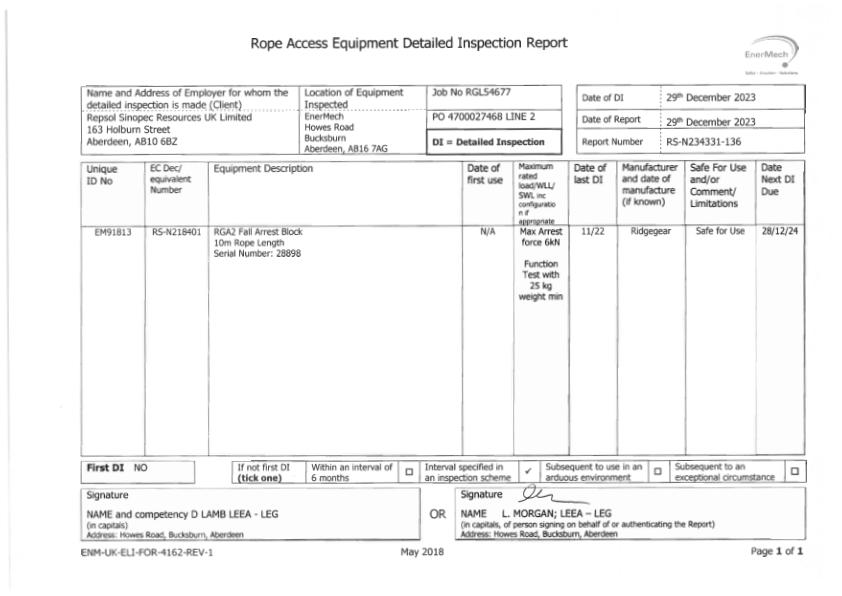 Rope Access Equipment Detailed Inspection Report
EnerMech
Name and Address of Employer for whom the
detailed inspection is made (Client)
Repsol Sinopec Resources UK Limited
163 Holburn Street
Aberdeen, AB10 6BZ
Location of Equipment
Inspected
EnerMech
Howes Road
Bucksburn
Aberdeen, AB16 7AG
Job No RGL54677
PO 4700027468 LINE 2
DI = Detailed Inspection
Date of DI 29th December 2023
Date of Report 29th December 2023
Report Number RS-N234331-136
Unique
ID No
EC Dec/
equivalent
Number
Equipment Description
Date of
first use
Maximum
rated
load/WLL/
SWL inc
configuratio
n if
appropriate
Date of
last DI
Manufacturer
and date of
manufacture
(if known)
Safe For Use
and/or
Comment/
Limitations
Date
Next DI
Due
EM91813
RS-N218401
RGA2 Fall Arrest Block
10m Rope Length
Serial Number: 28898
N/A
Max Arrest
force 6kN
Function
Test with
25 kg
weight min
11/22
Ridgegear
Safe for Use
28/12/24
First DI NO
If not first DI
(tick one)
Within an interval of
6 months
Interval specified in
an inspection scheme
✓
Subsequent to use in an
arduous environment
Subsequent to an
exceptional circumstance
Signature
NAME and competency D LAMB LEEA - LEG
(in capitals)
Address: Howes Road, Bucksburn, Aberdeen
OR
Signature
NAME L. MORGAN; LEEA – LEG
(in capitals, of person signing on behalf of or authenticating the Report)
Address: Howes Road, Bucksburn, Aberdeen
ENM-UK-ELI-FOR-4162-REV-1
May 2018
Page 1 of 1